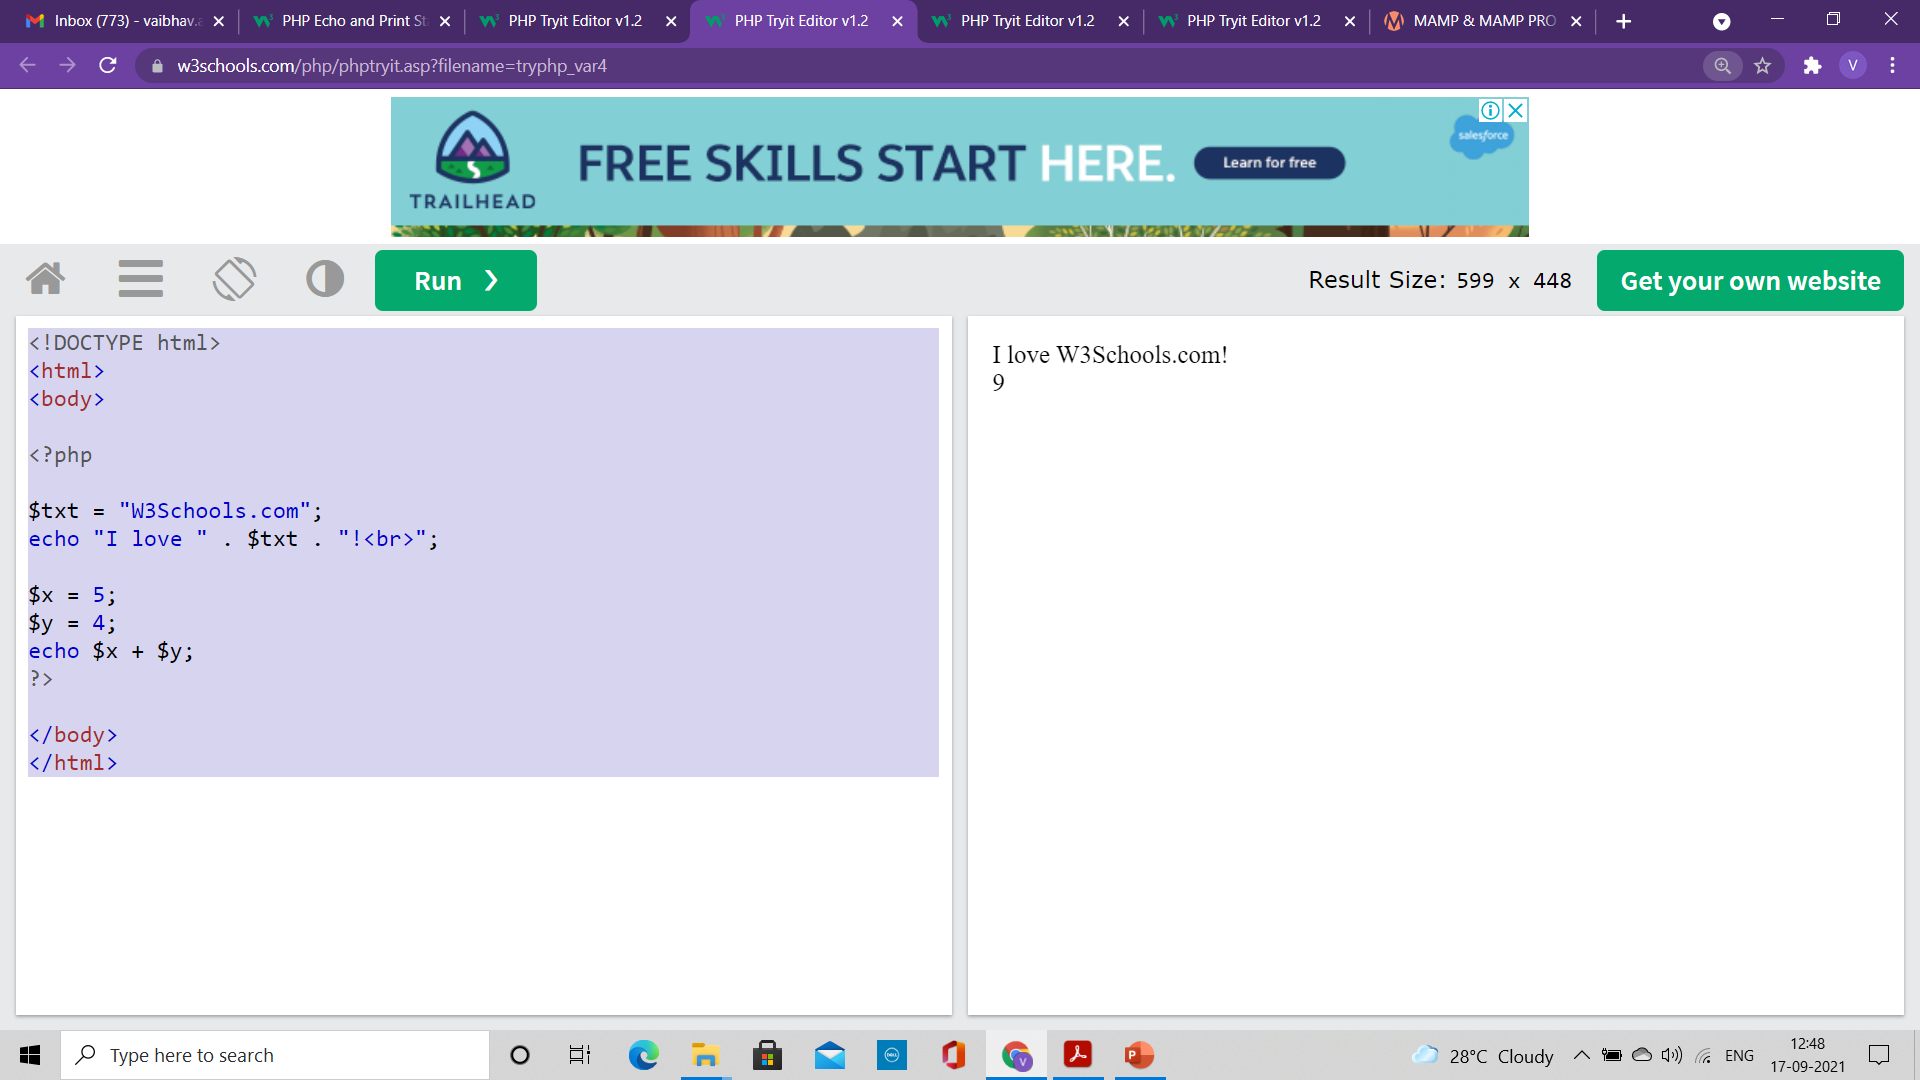 Inbox (773) - vaibhav.a
PHP Echo and Print St
PHP Tryit Editor v1.2
PHP Tryit Editor v1.2
PHP Tryit Editor v1.2
PHP Tryit Editor v1.2
MAMP & MAMP PRO
w3schools.com/php/phptryit.asp?filename=tryphp_var4
V
TRAILHEAD
FREE SKILLS START HERE.
Learn for free
salesforce
Run ❯
Result Size: 599 x 448
Get your own website
<!DOCTYPE html>
<html>
<body>
<?php
$txt = "W3Schools.com";
echo "I love " . $txt . "!<br>";
$x = 5;
$y = 4;
echo $x + $y;
?>
</body>
</html>
I love W3Schools.com!
9
Type here to search
28°C Cloudy
ENG
12:48
17-09-2021